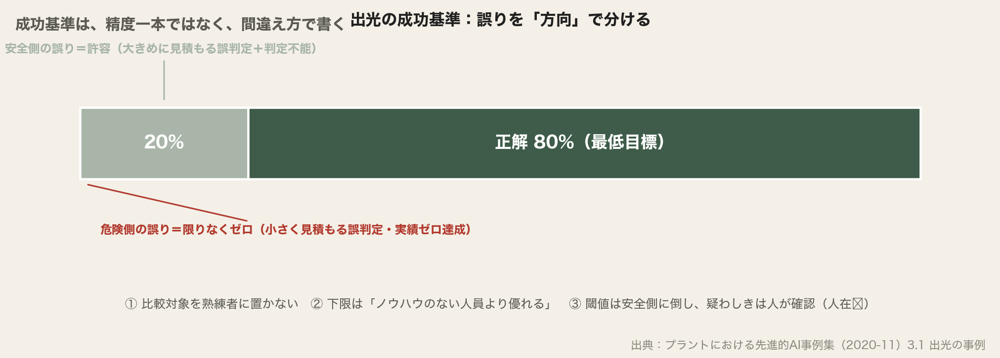 成功基準は、精度一本ではなく、間違え方で書く
出光の成功基準：誤りを「方向」で分ける
安全側の誤り＝許容（大きめに見積もる誤判定＋判定不能）
20%
正解 80%（最低目標）
危険側の誤り＝限りなくゼロ（小さく見積もる誤判定・実績ゼロ達成）
① 比較対象を熟練者に置かない　② 下限は「ノウハウのない人員より優れる」　③ 閾値は安全側に倒し、疑わしきは人が確認（人在）
出典：プラントにおける先進的AI事例集（2020-11）3.1 出光の事例